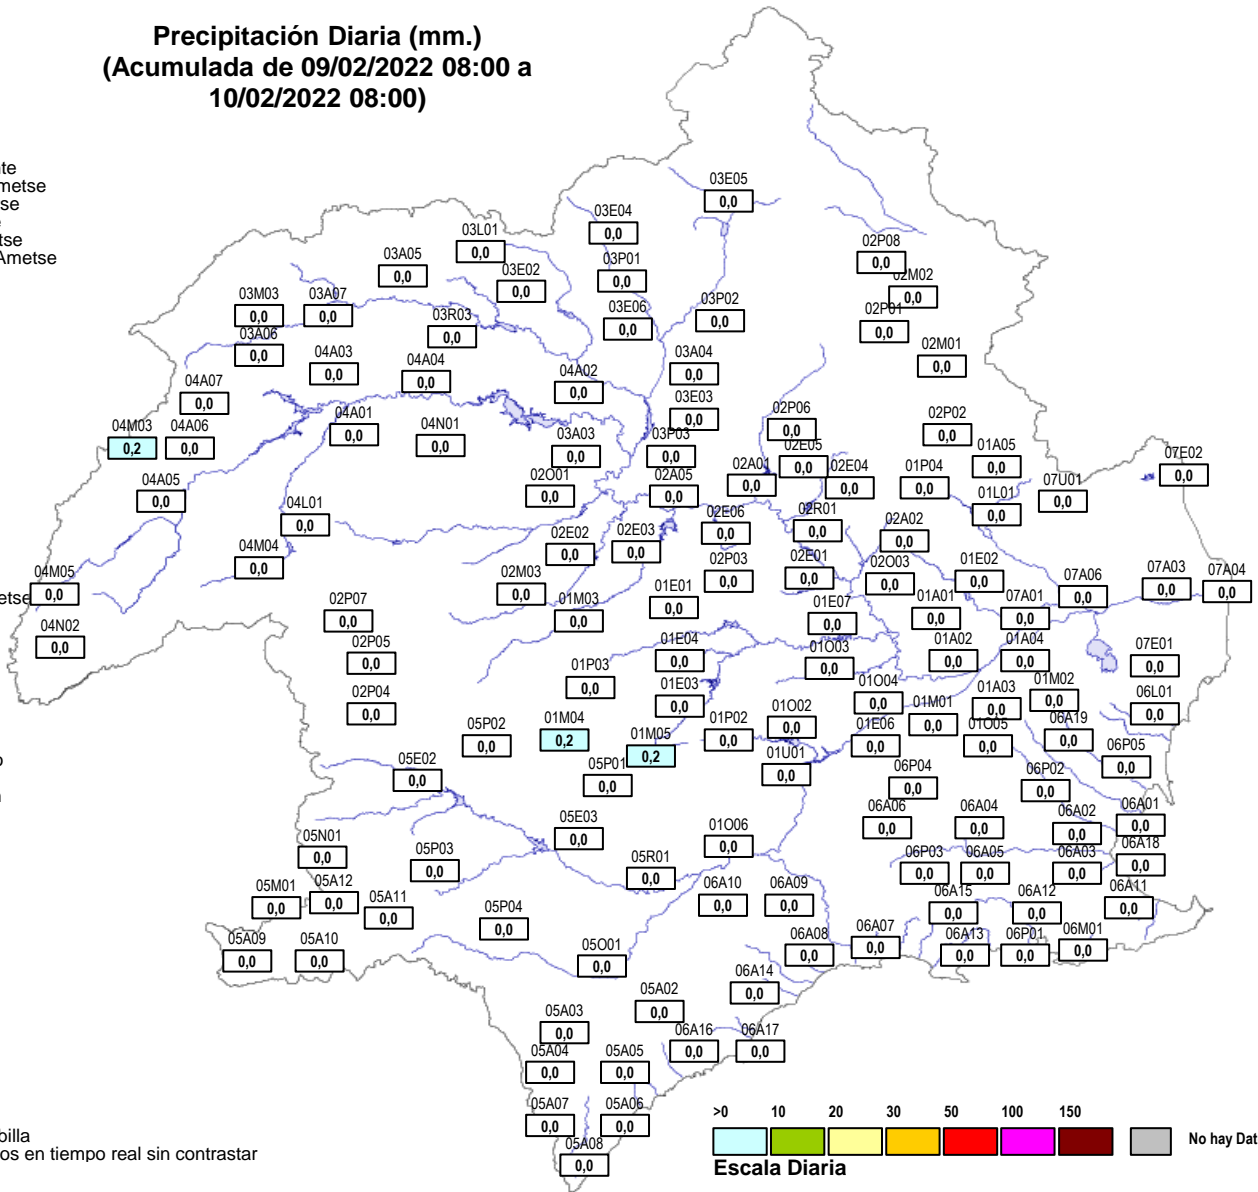 Precipitación Diaria (mm.)
(Acumulada de 09/02/2022 08:00 a
10/02/2022 08:00)
nte
metse
tse
e
tse
Ametse
03E05
0,0
03E04
0,0
03L01
0,0
02P08
0,0
03A05
0,0
03P01
0,0
03E02
0,0
02M02
0,0
03M03
0,0
03A07
0,0
03P02
0,0
03E06
0,0
02P01
0,0
03R03
0,0
03A06
0,0
02M01
0,0
04A03
0,0
03A04
0,0
04A04
0,0
04A02
0,0
04A07
0,0
03E03
0,0
04M03
0,2
04A06
0,0
04A01
0,0
04N01
0,0
02P06
0,0
02P02
0,0
03A03
0,0
03P03
0,0
02E05
0,0
01A05
0,0
07E02
0,0
02O01
0,0
02A05
0,0
02A01
0,0
02E04
0,0
01P04
0,0
07U01
0,0
04A05
0,0
01L01
0,0
04L01
0,0
02E06
0,0
02R01
0,0
02A02
0,0
02E02
0,0
02E03
0,0
04M04
0,0
02P03
0,0
02E01
0,0
02O03
0,0
01E02
0,0
07A03
0,0
07A04
0,0
04M05
0,0
etse
02M03
0,0
07A06
0,0
02P07
0,0
01M03
0,0
01E01
0,0
01E07
0,0
01A01
0,0
07A01
0,0
04N02
0,0
02P05
0,0
01E04
0,0
01O03
0,0
01A02
0,0
01A04
0,0
07E01
0,0
01P03
0,0
01E03
0,0
01O04
0,0
01A03
0,0
01M02
0,0
06L01
0,0
02P04
0,0
01M01
0,0
05P02
0,0
01M04
0,2
01M05
0,2
01P02
0,0
01O02
0,0
01E06
0,0
01O05
0,0
06A19
0,0
06P05
0,0
05E02
0,0
05P01
0,0
01U01
0,0
06P04
0,0
06P02
0,0
05E03
0,0
01O06
0,0
06A06
0,0
06A04
0,0
06A02
0,0
06A01
0,0
05N01
0,0
05P03
0,0
05R01
0,0
06P03
0,0
06A05
0,0
06A03
0,0
06A18
0,0
05M01
0,0
05A12
0,0
05A11
0,0
06A10
0,0
06A09
0,0
06A15
0,0
06A12
0,0
06A11
0,0
05P04
0,0
05A09
0,0
05A10
0,0
05O01
0,0
06A08
0,0
06A07
0,0
06A13
0,0
06P01
0,0
06M01
0,0
06A14
0,0
05A02
0,0
05A03
0,0
06A16
0,0
06A17
0,0
05A04
0,0
05A05
0,0
05A07
0,0
05A06
0,0
05A08
0,0
billa
os en tiempo real sin contrastar
>0 10 20 30 50 100 150
No hay Dat
Escala Diaria